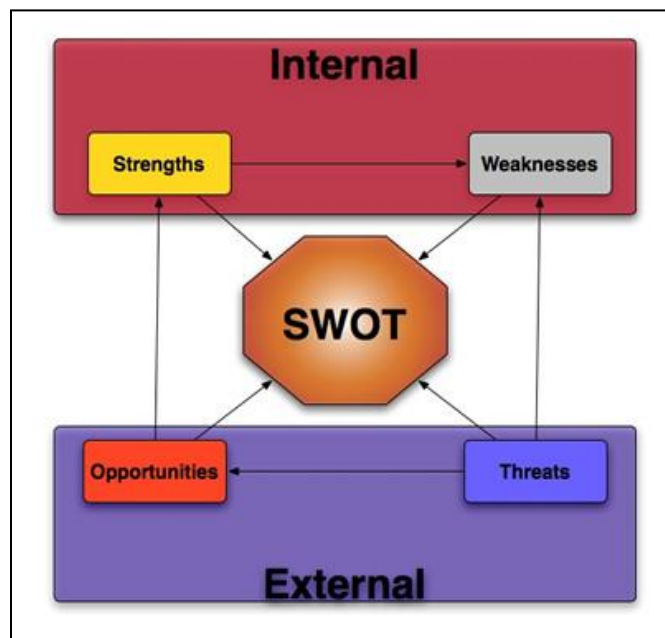 Internal
Strengths
Weaknesses
SWOT
Opportunities
Threats
External